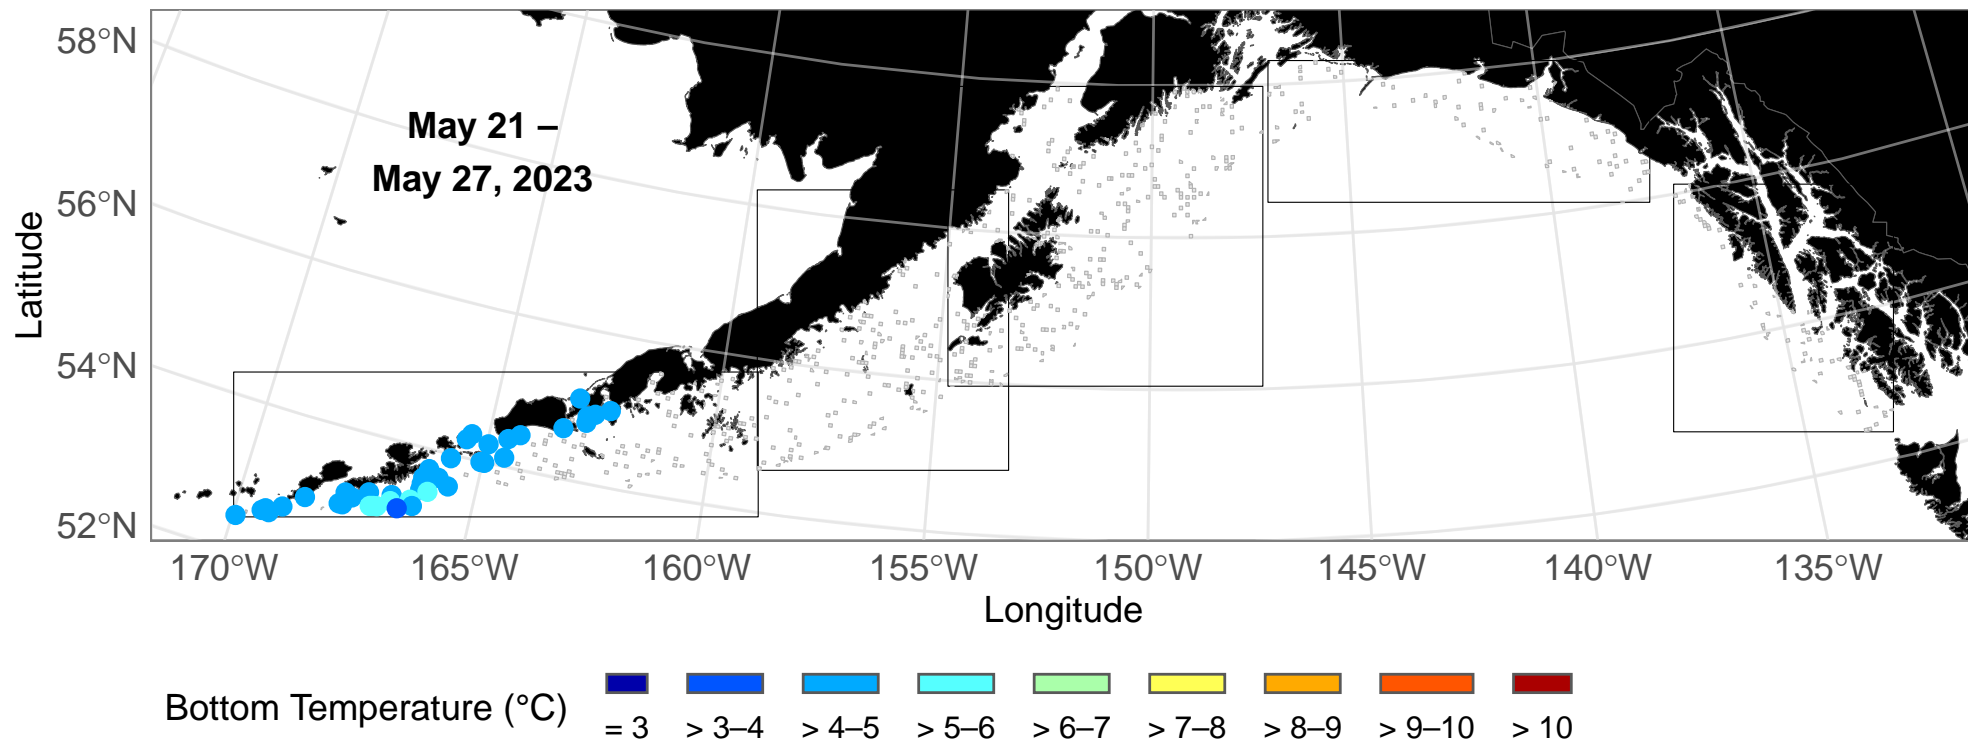 58°N
56°N
54°N
52°N
Latitude
May 21 –
May 27, 2023
170°W 165°W 160°W 155°W 150°W 145°W 140°W 135°W
Longitude
Bottom Temperature (°C)
= 3 > 3–4 > 4–5 > 5–6 > 6–7 > 7–8 > 8–9 > 9–10 > 10